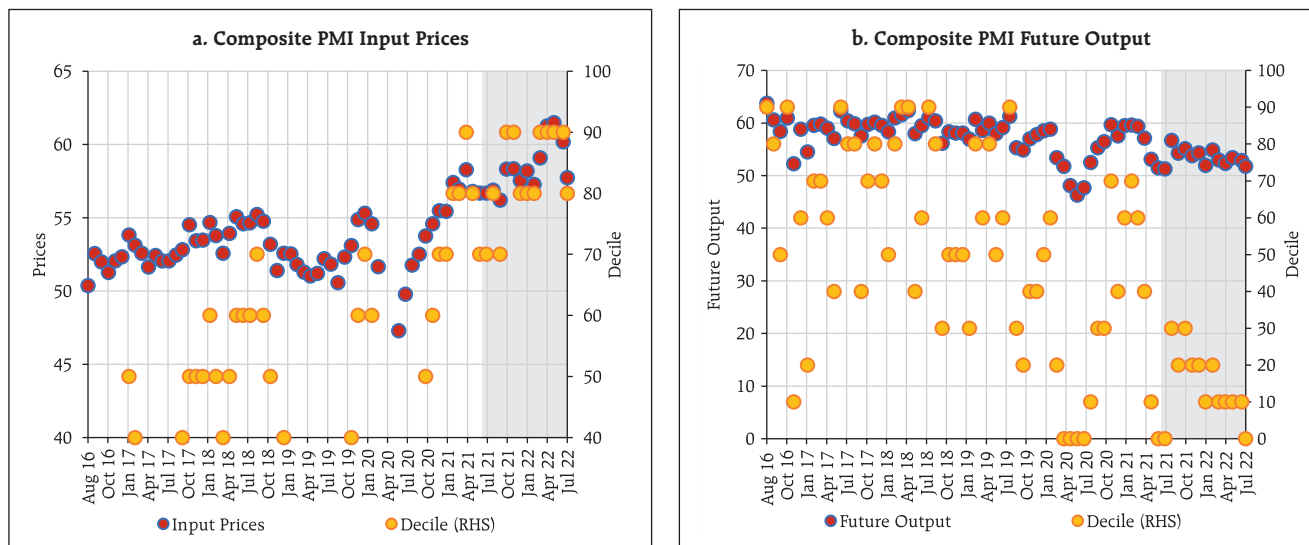 a. Composite PMI Input Prices
65
60
55
50
45
40
Prices
100
90
80
70
60
50
40
Decile
Aug 16
Oct 16
Jan 17
Apr 17
Jul 17
Oct 17
Jan 18
Apr 18
Jul 18
Oct 18
Jan 19
Apr 19
Jul 19
Oct 19
Jan 20
Apr 20
Jul 20
Oct 20
Jan 21
Apr 21
Jul 21
Oct 21
Jan 22
Apr 22
Jul 22
Input Prices
Decile (RHS)
b. Composite PMI Future Output
70
60
50
40
30
20
10
0
Future Output
100
90
80
70
60
50
40
30
20
10
0
Decile
Aug 16
Oct 16
Jan 17
Apr 17
Jul 17
Oct 17
Jan 18
Apr 18
Jul 18
Oct 18
Jan 19
Apr 19
Jul 19
Oct 19
Jan 20
Apr 20
Jul 20
Oct 20
Jan 21
Apr 21
Jul 21
Oct 21
Jan 22
Apr 22
Jul 22
Future Output
Decile (RHS)